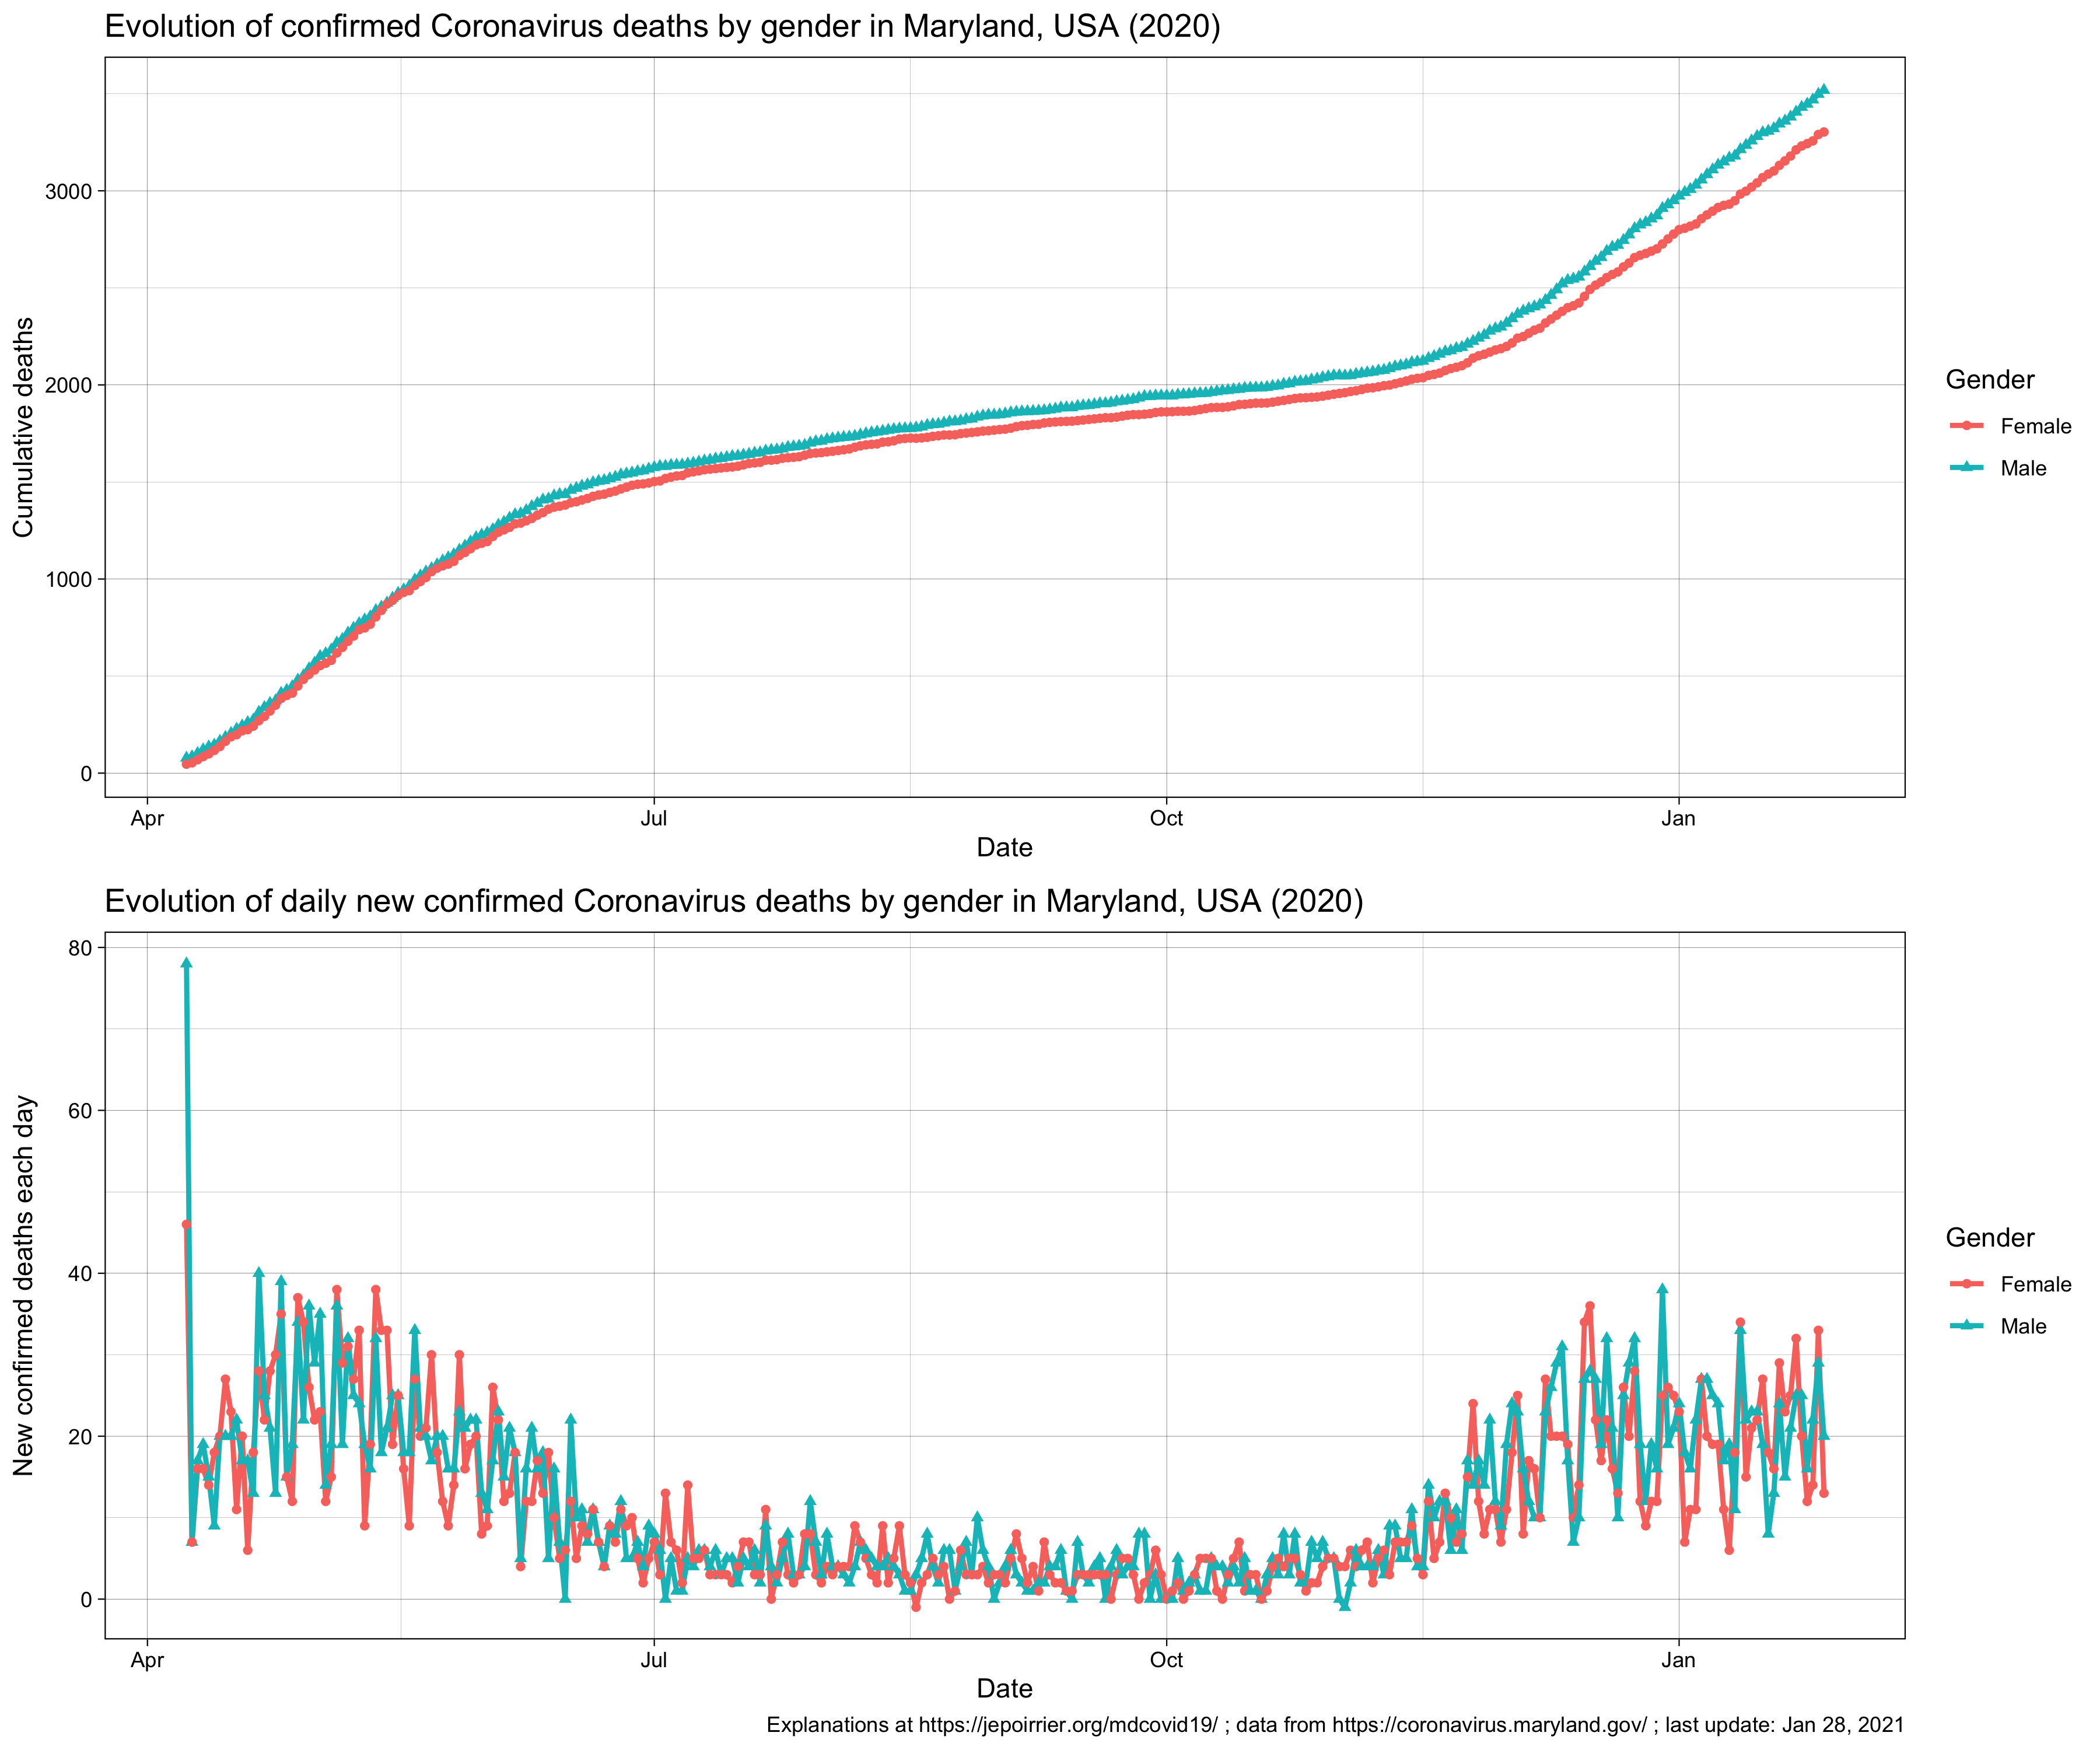 Evolution of confirmed Coronavirus deaths by gender in Maryland, USA (2020)
3000
2000
1000
0
Cumulative deaths
Apr
Jul
Oct
Jan
Date
Gender
Female
Male
Evolution of daily new confirmed Coronavirus deaths by gender in Maryland, USA (2020)
80
60
40
20
0
New confirmed deaths each day
Apr
Jul
Oct
Jan
Date
Gender
Female
Male
Explanations at https://jepoirrier.org/mdcovid19/ ; data from https://coronavirus.maryland.gov/ ; last update: Jan 28, 2021